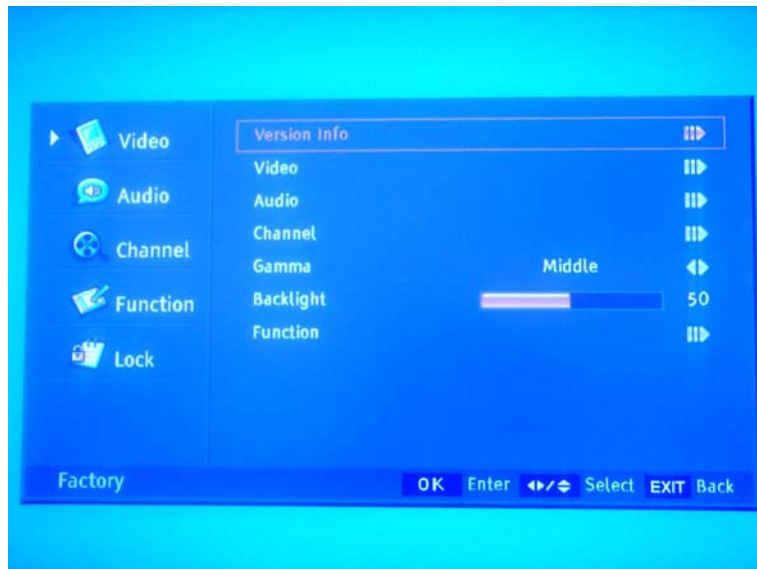 Video
Audio
Channel
Function
Lock
Version Info
Video
Audio
Channel
Gamma Middle
Backlight 50
Function
Factory
OK Enter / Select EXIT Back